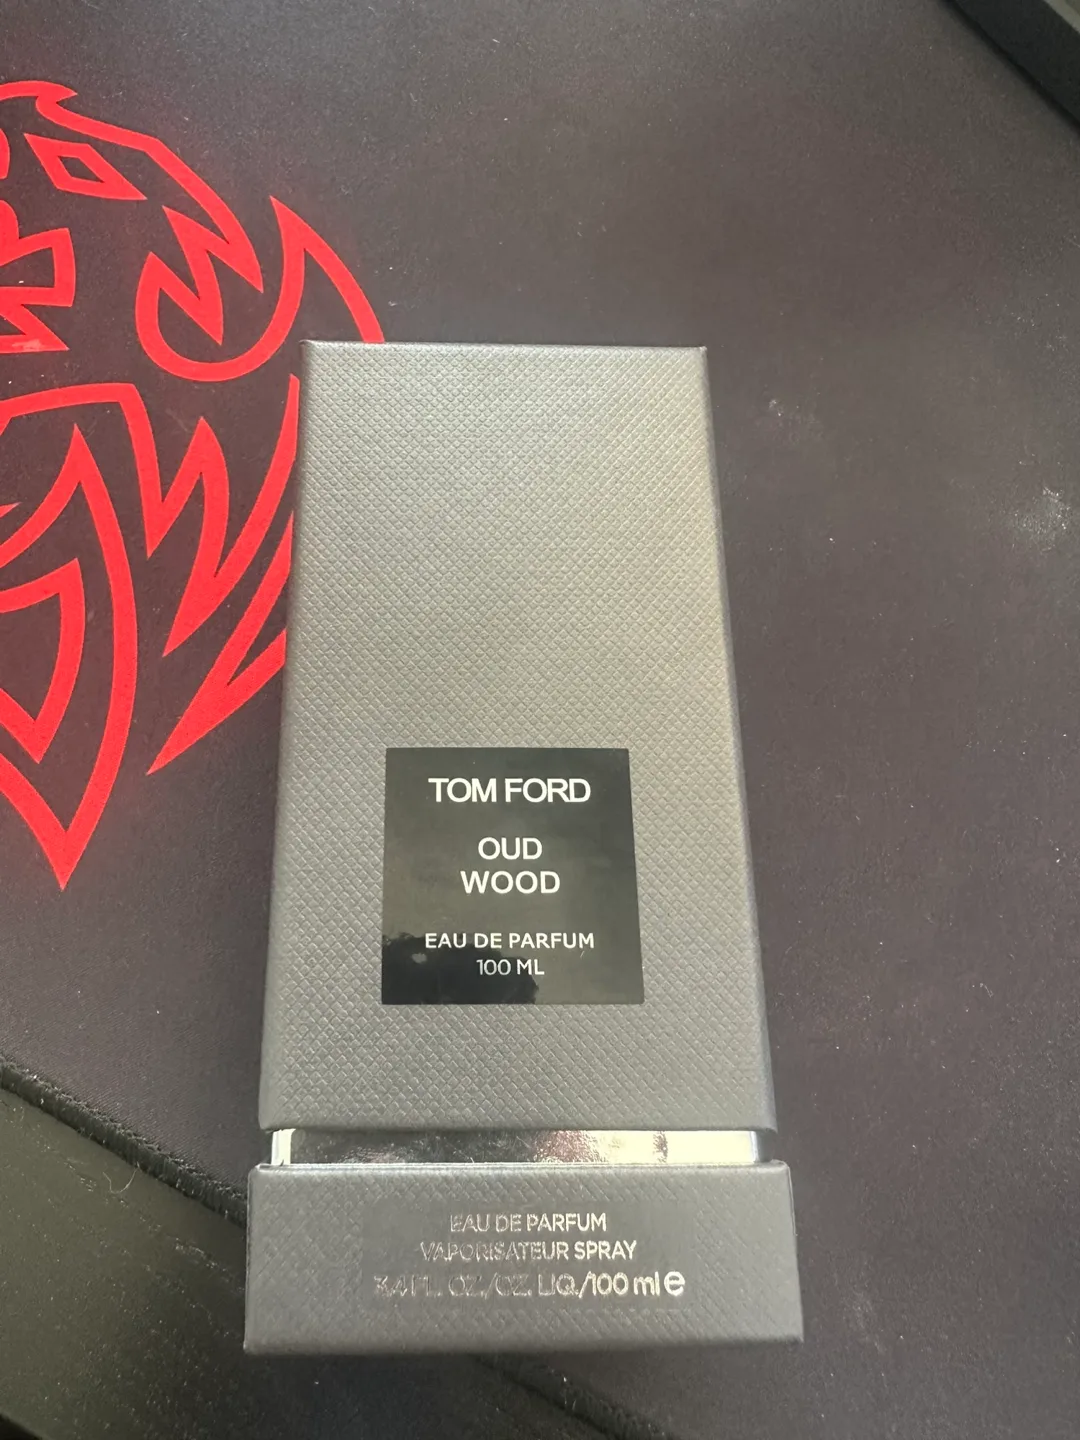 TOM FORD
OUD
WOOD
EAU DE PARFUM
100 ML
EAU DE PARFUM
VAPORISATEUR SPRAY
3.4 FL. OZ./OZ. LIQ./100 ml e